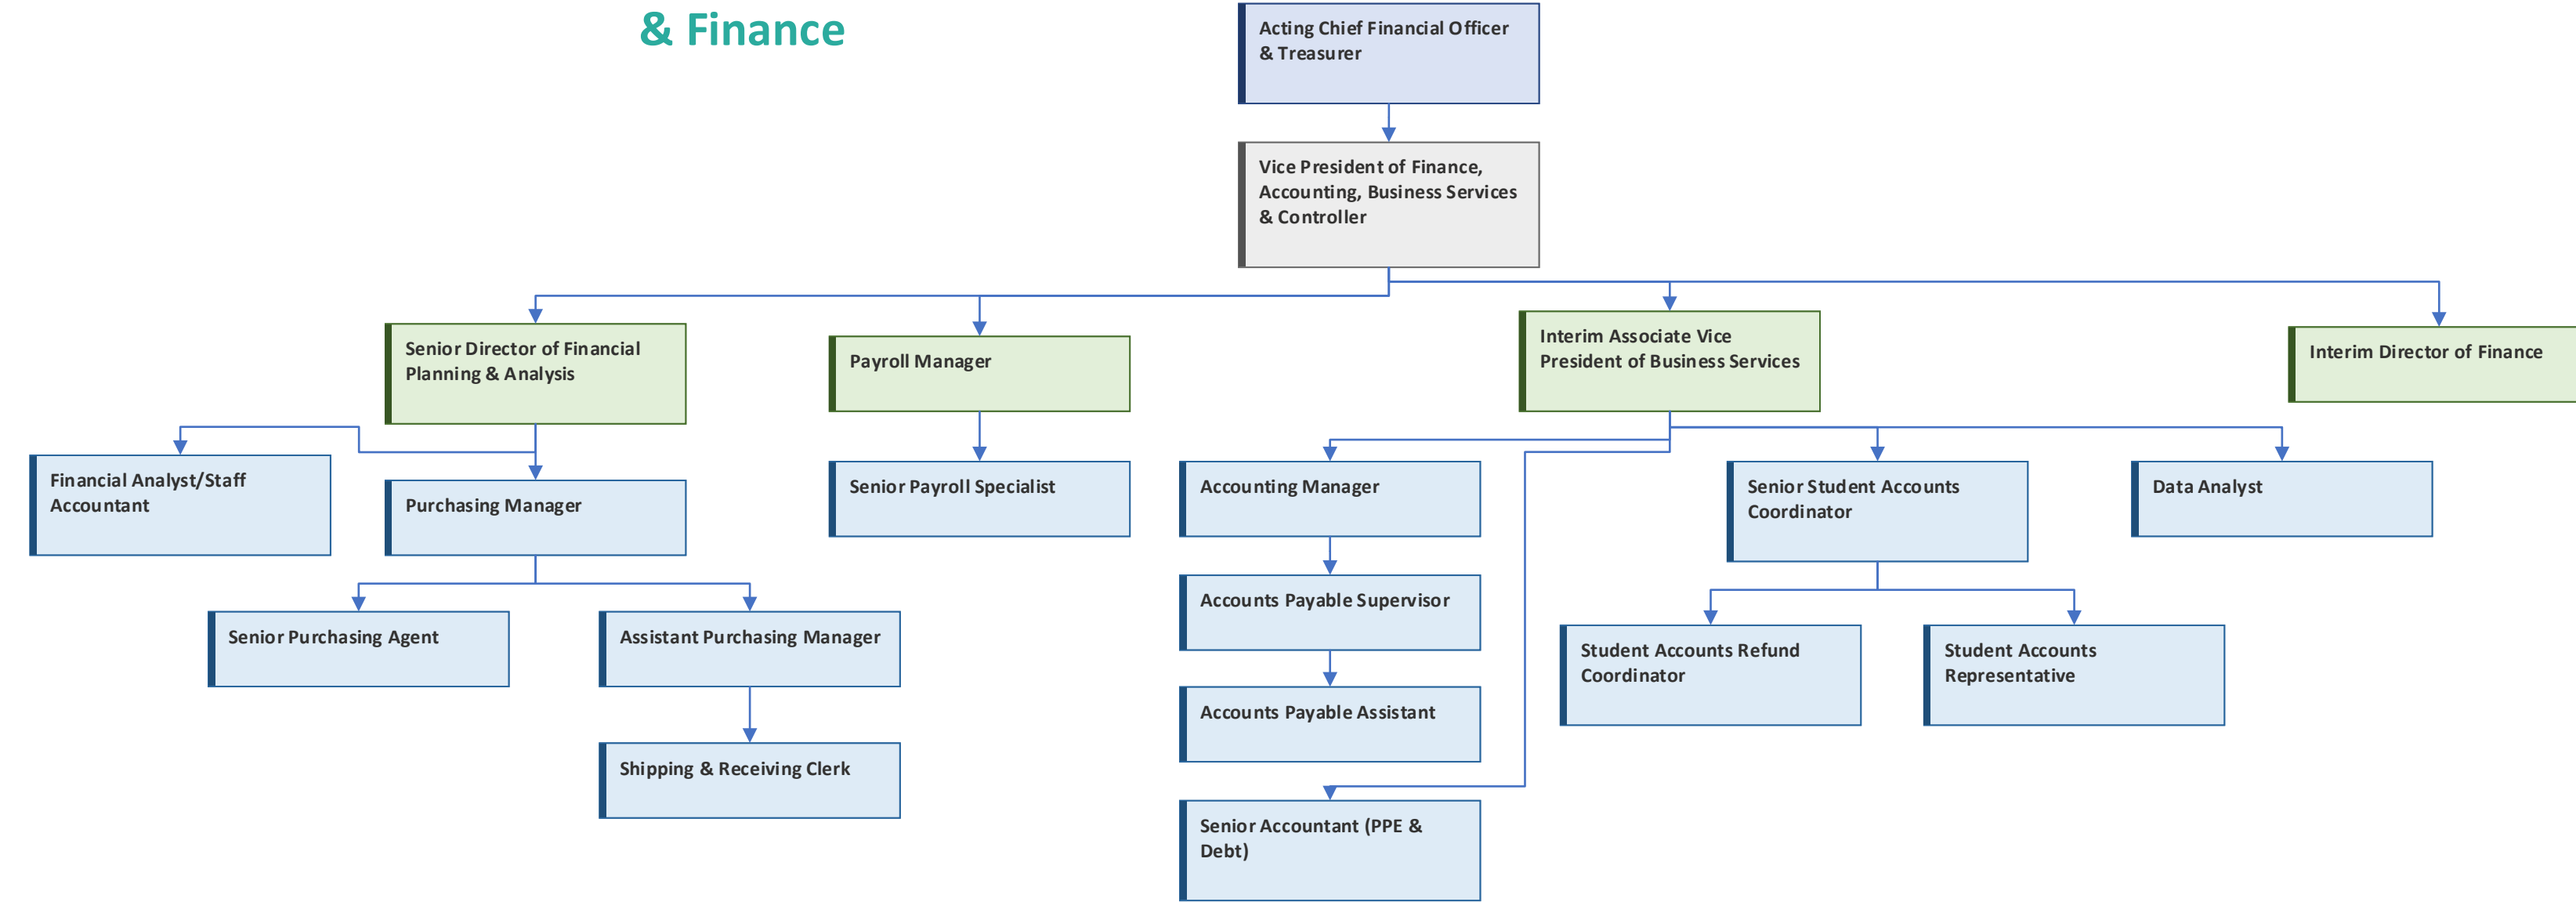 & Finance
Acting Chief Financial Officer
& Treasurer
Vice President of Finance,
Accounting, Business Services
& Controller
Senior Director of Financial
Planning & Analysis
Payroll Manager
Interim Associate Vice
President of Business Services
Interim Director of Finance
Financial Analyst/Staff
Accountant
Purchasing Manager
Senior Payroll Specialist
Accounting Manager
Senior Student Accounts
Coordinator
Data Analyst
Senior Purchasing Agent
Assistant Purchasing Manager
Accounts Payable Supervisor
Student Accounts Refund
Coordinator
Student Accounts
Representative
Accounts Payable Assistant
Shipping & Receiving Clerk
Senior Accountant (PPE &
Debt)